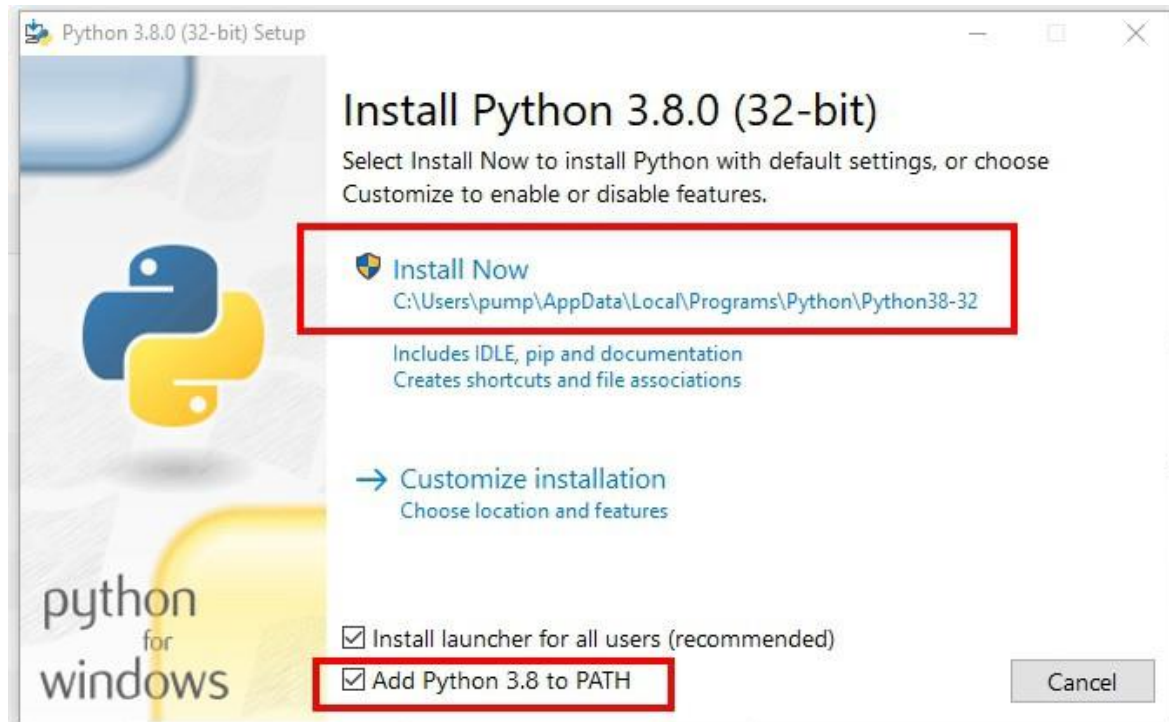 Python 3.8.0 (32-bit) Setup
Install Python 3.8.0 (32-bit)
Select Install Now to install Python with default settings, or choose
Customize to enable or disable features.
Install Now
C:\Users\pump\AppData\Local\Programs\Python\Python38-32
Includes IDLE, pip and documentation
Creates shortcuts and file associations
Customize installation
Choose location and features
python
for
windows
Install launcher for all users (recommended)
Add Python 3.8 to PATH
Cancel